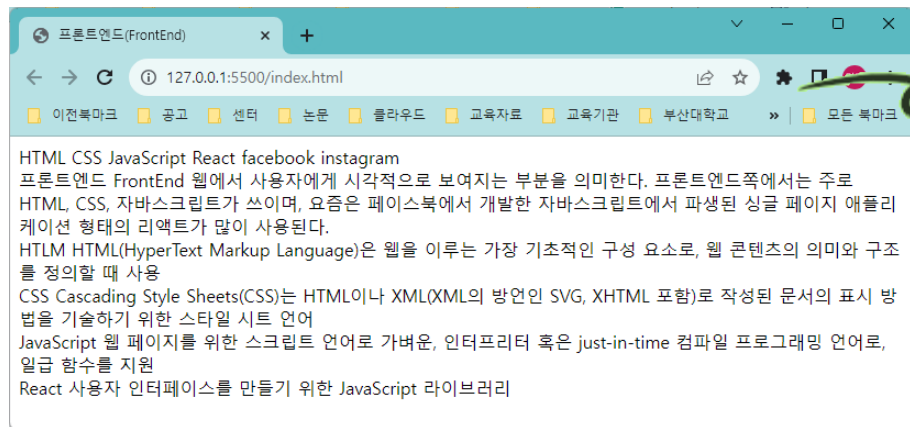 프론트엔드(FrontEnd)
127.0.0.1:5500/index.html
이전북마크 공고 센터 논문 클라우드 교육자료 교육기관 부산대학교 » 모든 북마크
HTML CSS JavaScript React facebook instagram
프론트엔드 FrontEnd 웹에서 사용자에게 시각적으로 보여지는 부분을 의미한다. 프론트엔드쪽에서는 주로
HTML, CSS, 자바스크립트가 쓰이며, 요즘은 페이스북에서 개발한 자바스크립트에서 파생된 싱글 페이지 애플리
케이션 형태의 리액트가 많이 사용된다.
HTLM HTML(HyperText Markup Language)은 웹을 이루는 가장 기초적인 구성 요소로, 웹 콘텐츠의 의미와 구조
를 정의할 때 사용
CSS Cascading Style Sheets(CSS)는 HTML이나 XML(XML의 방언인 SVG, XHTML 포함)로 작성된 문서의 표시 방
법을 기술하기 위한 스타일 시트 언어
JavaScript 웹 페이지를 위한 스크립트 언어로 가벼운, 인터프리터 혹은 just-in-time 컴파일 프로그래밍 언어로,
일급 함수를 지원
React 사용자 인터페이스를 만들기 위한 JavaScript 라이브러리